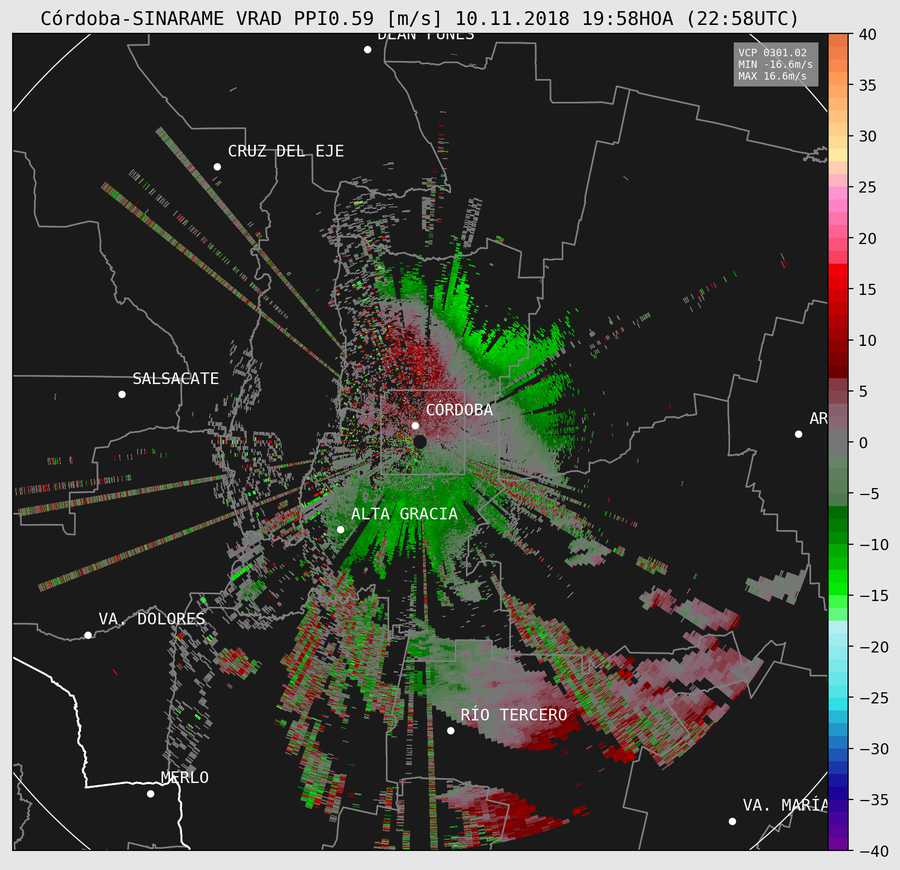 Córdoba-SINARAME VRAD PPI0.59 [m/s] 10.11.2018 19:58HOA (22:58UTC)
DEAN FUNES
VCP 0301.02
MIN -16.6m/s
MAX 16.6m/s
CRUZ DEL EJE
SALSACATE
CÓRDOBA
AR
ALTA GRACIA
VA. DOLORES
RÍO TERCERO
MERLO
VA. MARÍA
40
35
30
25
20
15
10
5
0
−5
−10
−15
−20
−25
−30
−35
−40